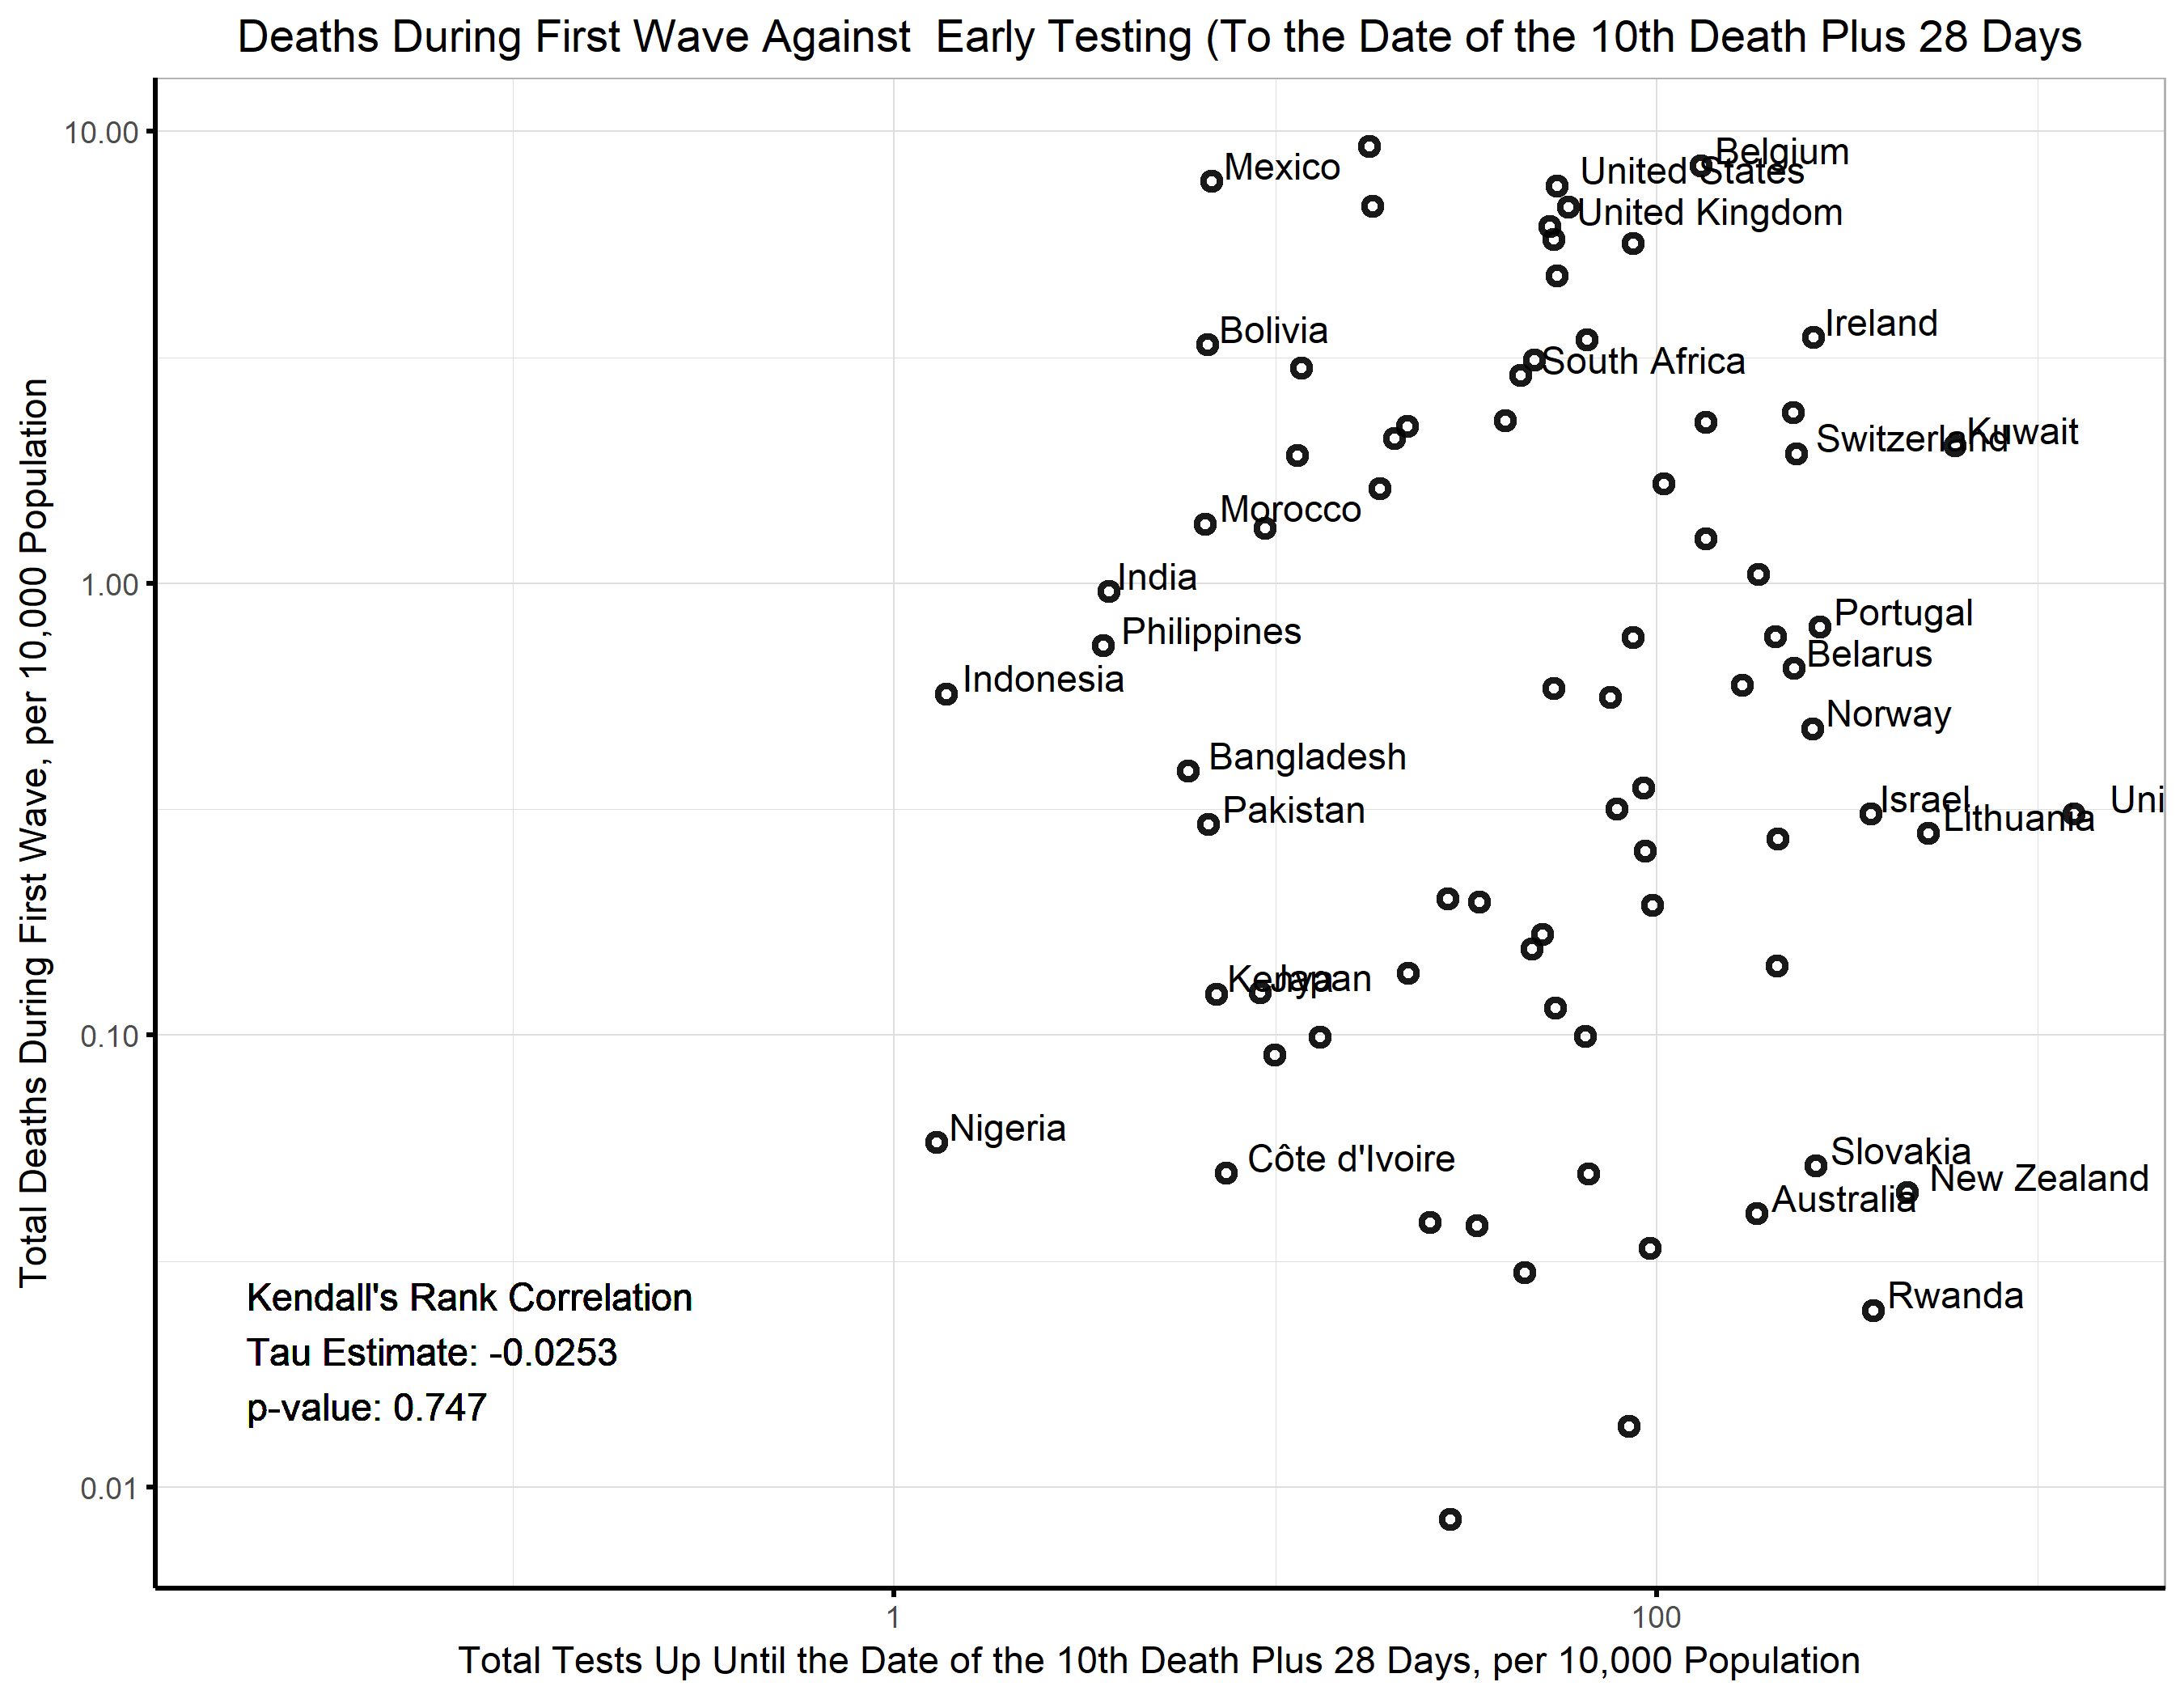 Deaths During First Wave Against  Early Testing (To the Date of the 10th Death Plus 28 Days
Total Deaths During First Wave, per 10,000 Population
10.00
1.00
0.10
0.01
Belgium
Mexico
United States
United Kingdom
Ireland
Bolivia
South Africa
Kuwait
Switzerland
Morocco
India
Portugal
Philippines
Belarus
Indonesia
Norway
Bangladesh
Israel
Uni
Pakistan
Lithuania
Kenya
Japan
Nigeria
Slovakia
Côte d'Ivoire
New Zealand
Australia
Rwanda
Kendall's Rank Correlation
Tau Estimate: -0.0253
p-value: 0.747
1
100
Total Tests Up Until the Date of the 10th Death Plus 28 Days, per 10,000 Population